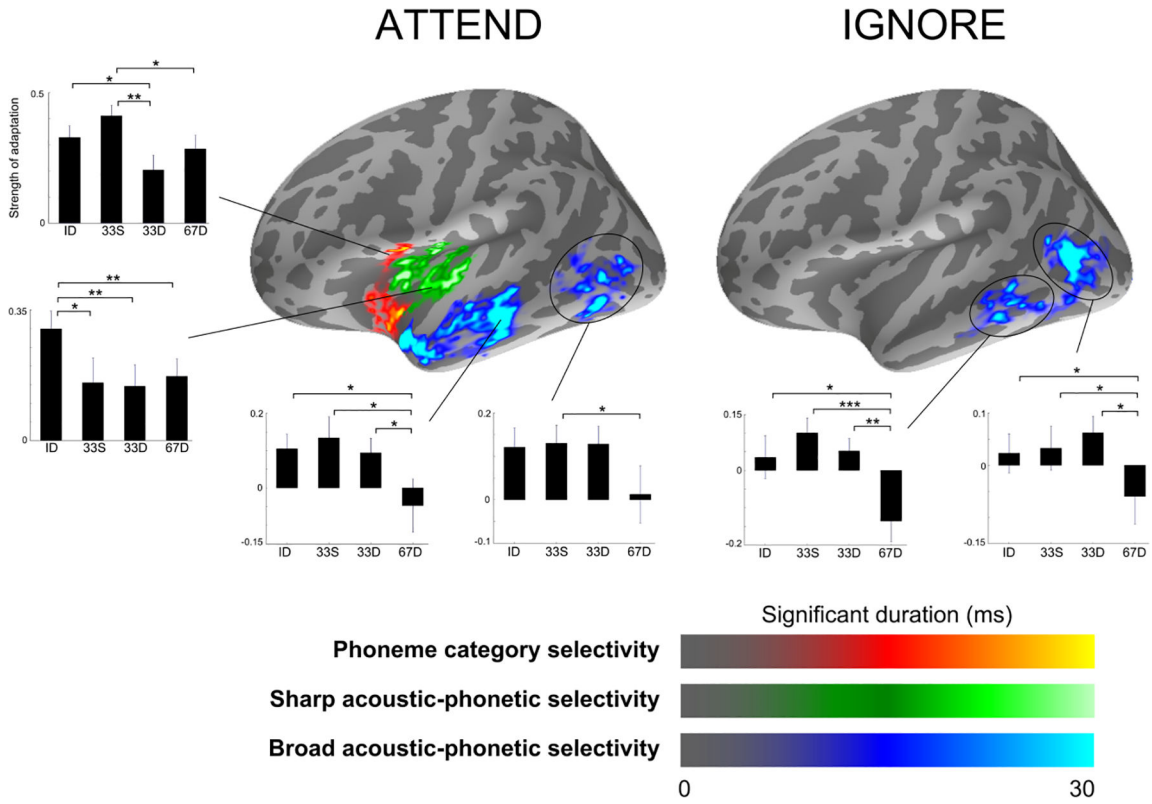 ATTEND
IGNORE
Strength of adaptation
0.5
0
*
*
**
ID 33S 33D 67D
0.35
0
**
**
*
ID 33S 33D 67D
0.2
0
-0.15
*
*
*
ID 33S 33D 67D
0.2
0
-0.1
*
ID 33S 33D 67D
0.15
0
-0.2
*
***
**
ID 33S 33D 67D
0.1
0
-0.15
*
*
*
ID 33S 33D 67D
Significant duration (ms)
Phoneme category selectivity
Sharp acoustic-phonetic selectivity
Broad acoustic-phonetic selectivity
0 30